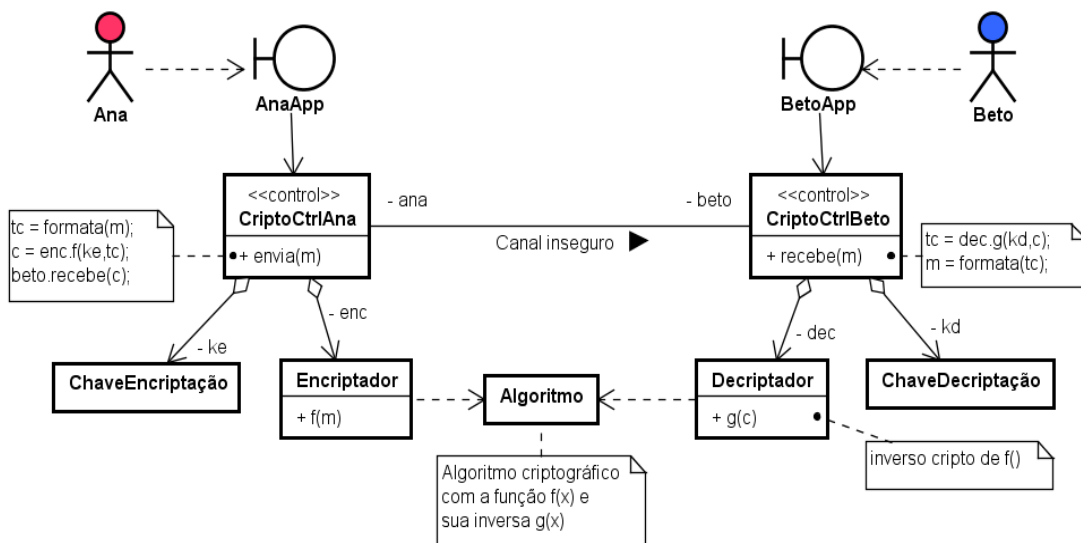 Ana
AnaApp
BetoApp
Beto
<<control>>
CriptoCtrlAna
+ envia(m)
- ana
- beto
Canal inseguro
<<control>>
CriptoCtrlBeto
+ recebe(m)
tc = formata(m);
c = enc.f(ke,tc);
beto.recebe(c);
tc = dec.g(kd,c);
m = formata(tc);
- ke
- enc
- dec
- kd
ChaveEncriptação
Encriptador
+ f(m)
Algoritmo
Decriptador
+ g(c)
ChaveDecriptação
Algoritmo criptográfico
com a função f(x) e
sua inversa g(x)
inverso cripto de f()